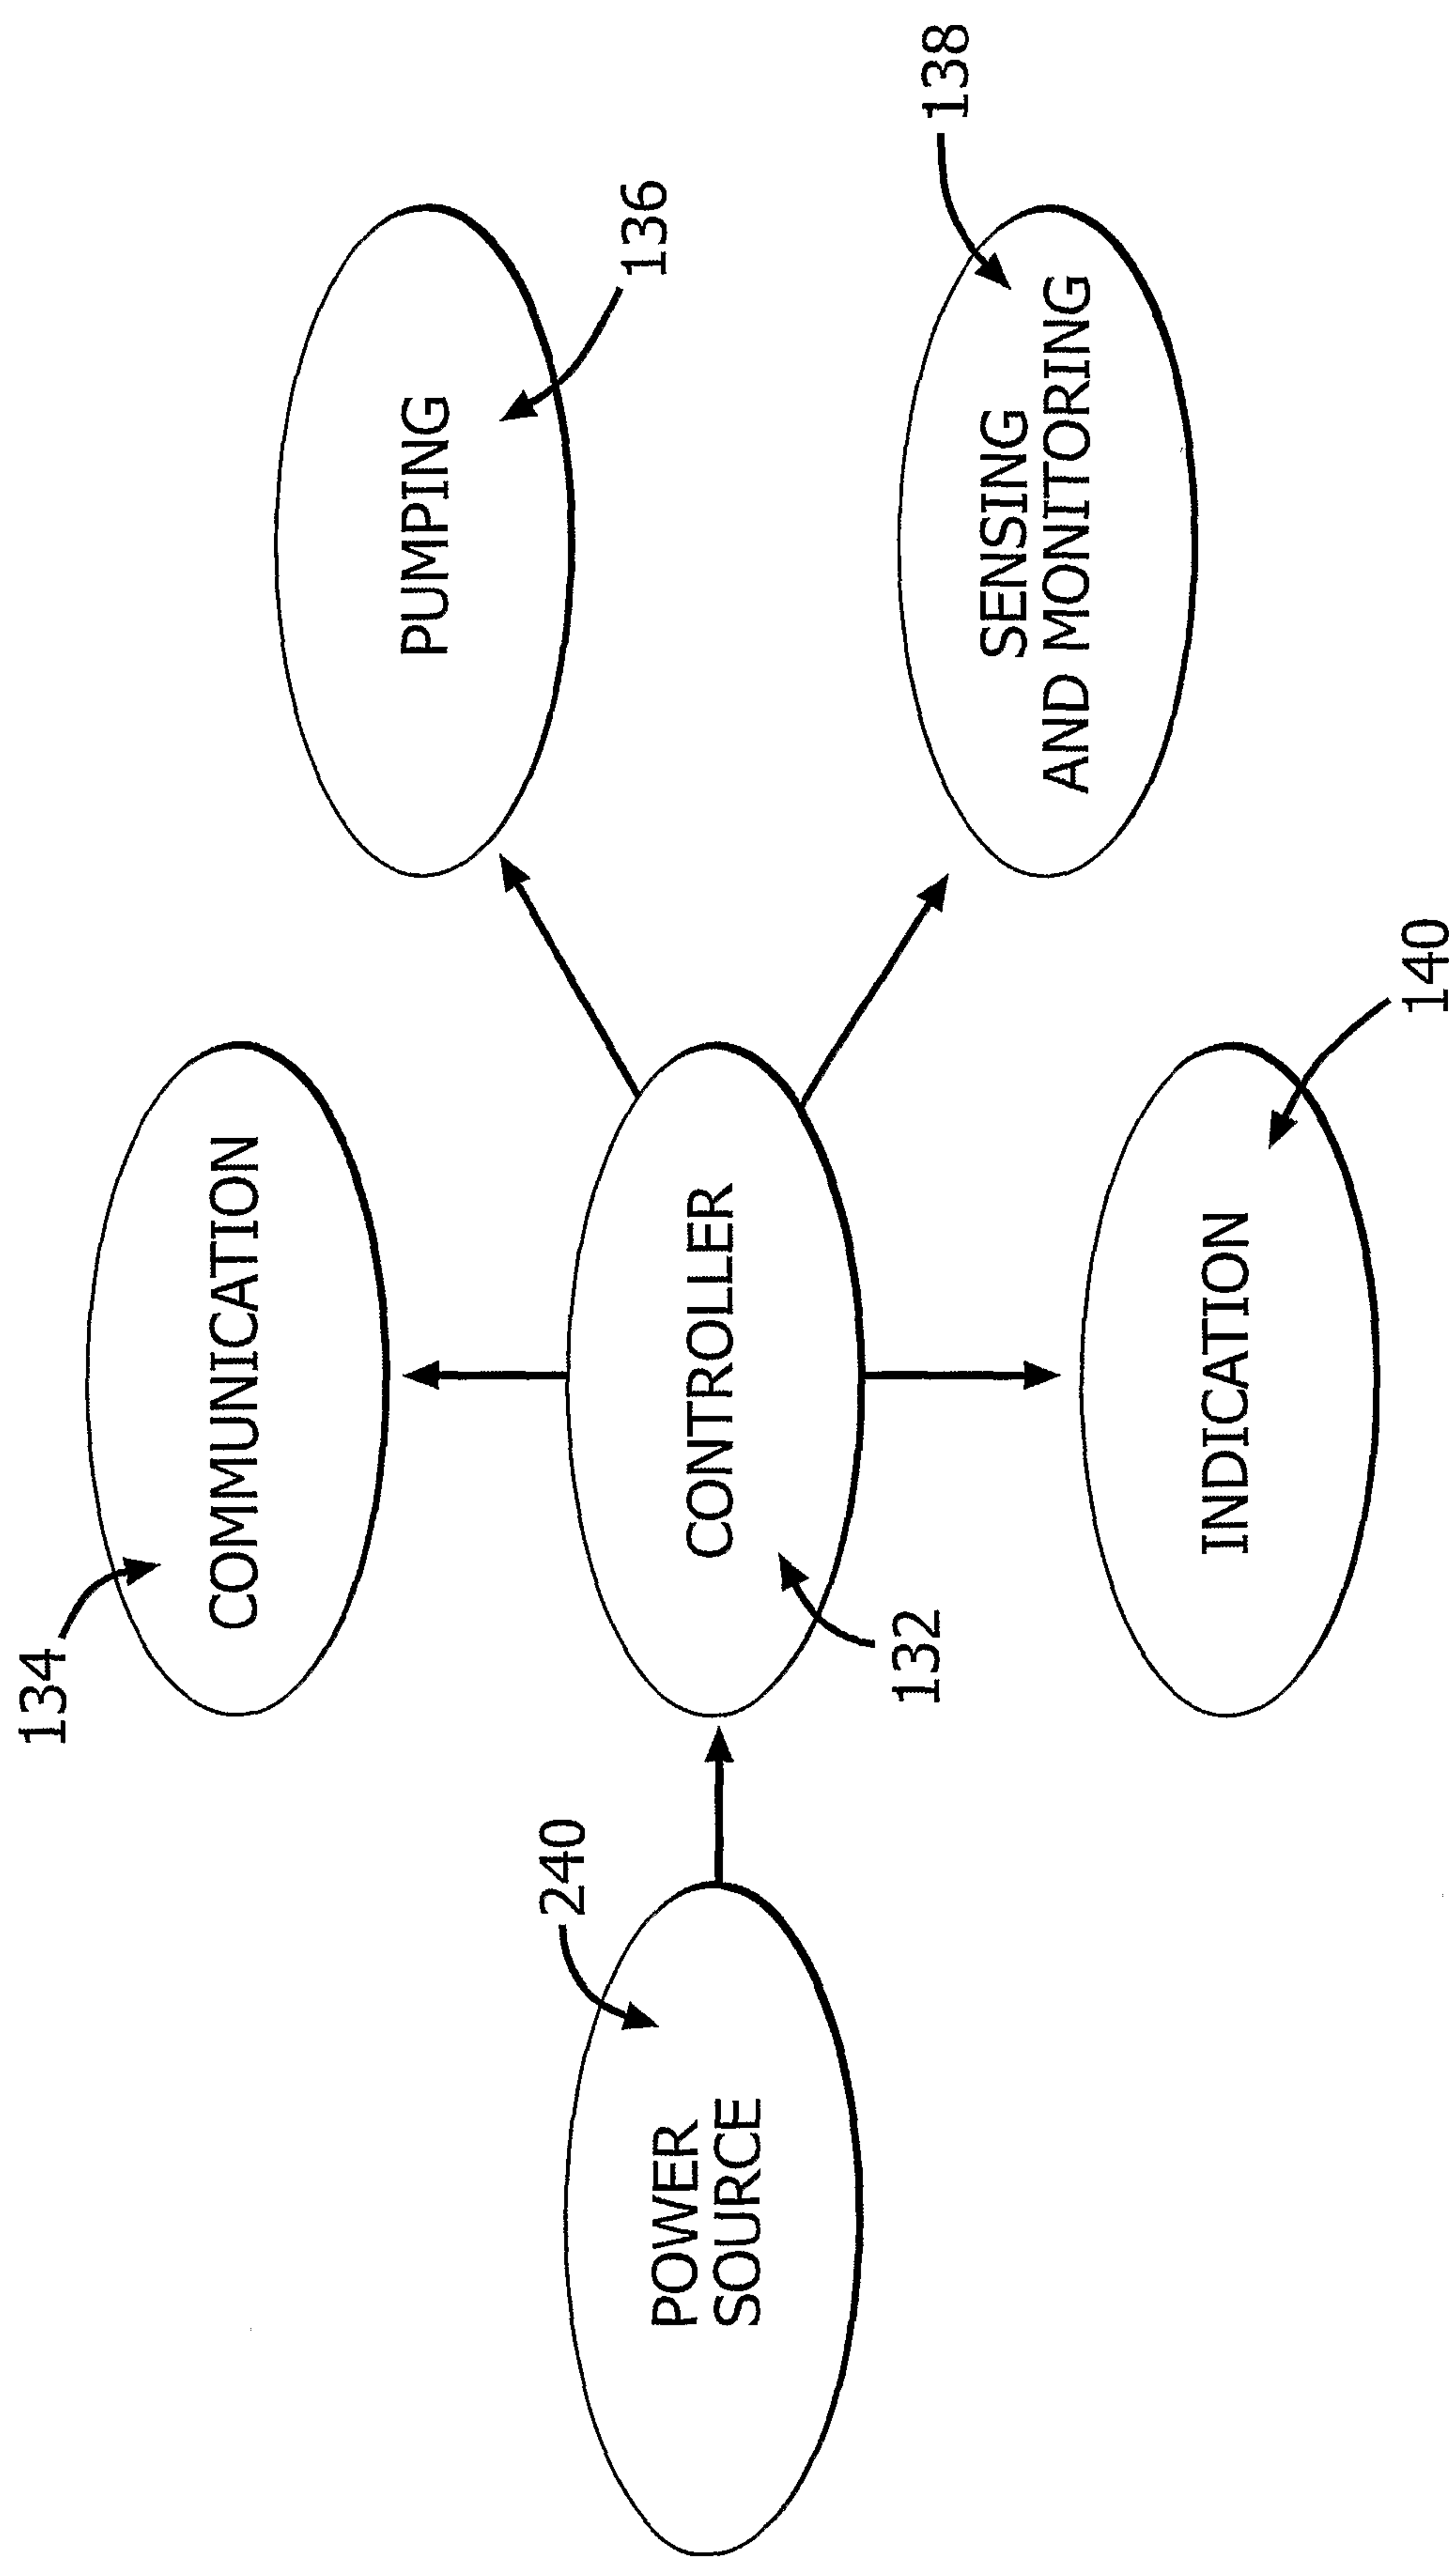 134
COMMUNICATION
PUMPING
136
240
POWER
SOURCE
CONTROLLER
132
SENSING
AND MONITORING
138
INDICATION
140